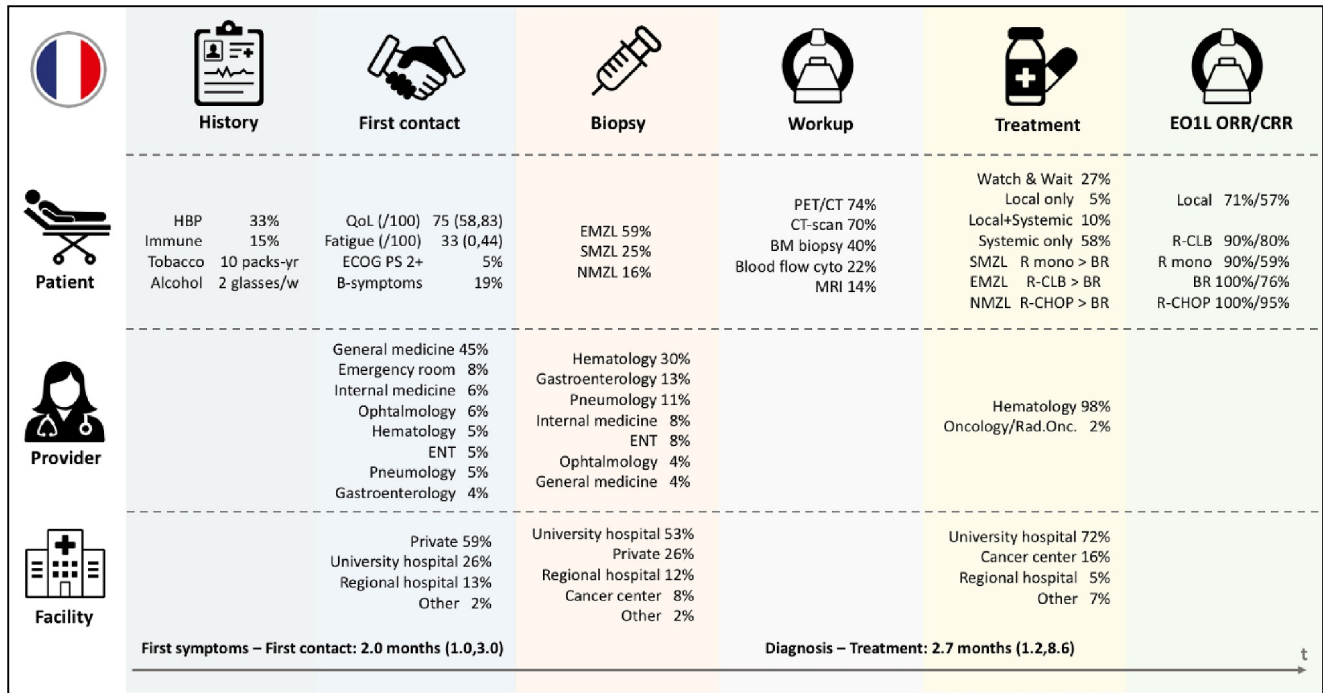 History
First contact
Biopsy
Workup
Treatment
EO1L ORR/CRR
Patient
HBP 33%
Immune 15%
Tobacco 10 packs-yr
Alcohol 2 glasses/w
QoL (/100) 75 (58,83)
Fatigue (/100) 33 (0,44)
ECOG PS 2+ 5%
B-symptoms 19%
EMZL 59%
SMZL 25%
NMZL 16%
PET/CT 74%
CT-scan 70%
BM biopsy 40%
Blood flow cyto 22%
MRI 14%
Watch & Wait 27%
Local only 5%
Local+Systemic 10%
Systemic only 58%
SMZL R mono > BR
EMZL R-CLB > BR
NMZL R-CHOP > BR
Local 71%/57%
R-CLB 90%/80%
R mono 90%/59%
BR 100%/76%
R-CHOP 100%/95%
Provider
General medicine 45%
Emergency room 8%
Internal medicine 6%
Ophtalmology 6%
Hematology 5%
ENT 5%
Pneumology 5%
Gastroenterology 4%
Hematology 30%
Gastroenterology 13%
Pneumology 11%
Internal medicine 8%
ENT 8%
Ophtalmology 4%
General medicine 4%
Hematology 98%
Oncology/Rad.Onc. 2%
Facility
Private 59%
University hospital 26%
Regional hospital 13%
Other 2%
University hospital 53%
Private 26%
Regional hospital 12%
Cancer center 8%
Other 2%
University hospital 72%
Cancer center 16%
Regional hospital 5%
Other 7%
First symptoms – First contact: 2.0 months (1.0,3.0)
Diagnosis – Treatment: 2.7 months (1.2,8.6)
t